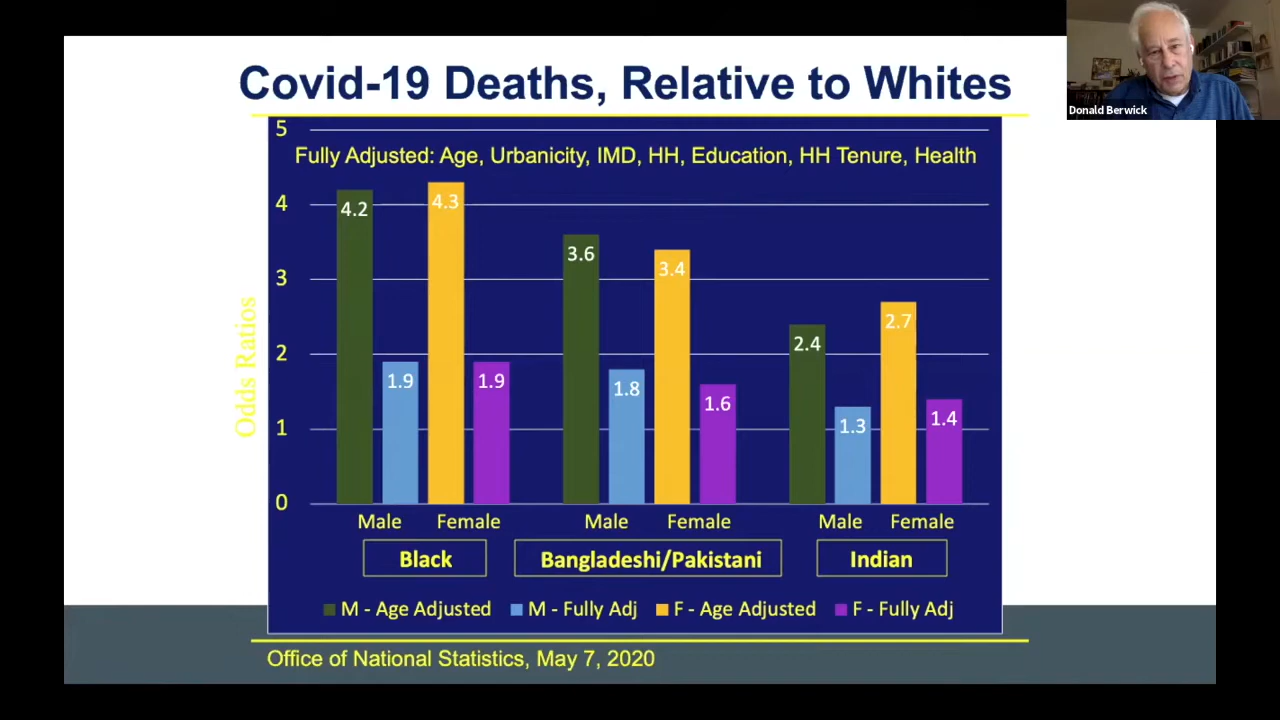 Covid-19 Deaths, Relative to Whites
Donald Berwick
Fully Adjusted: Age, Urbanicity, IMD, HH, Education, HH Tenure, Health
Odds Ratios
5
4
3
2
1
0
4.2
1.9
4.3
1.9
3.6
1.8
3.4
1.6
2.4
1.3
2.7
1.4
Male Female Male Female Male Female
Black Bangladeshi/Pakistani Indian
M - Age Adjusted M - Fully Adj F - Age Adjusted F - Fully Adj
Office of National Statistics, May 7, 2020